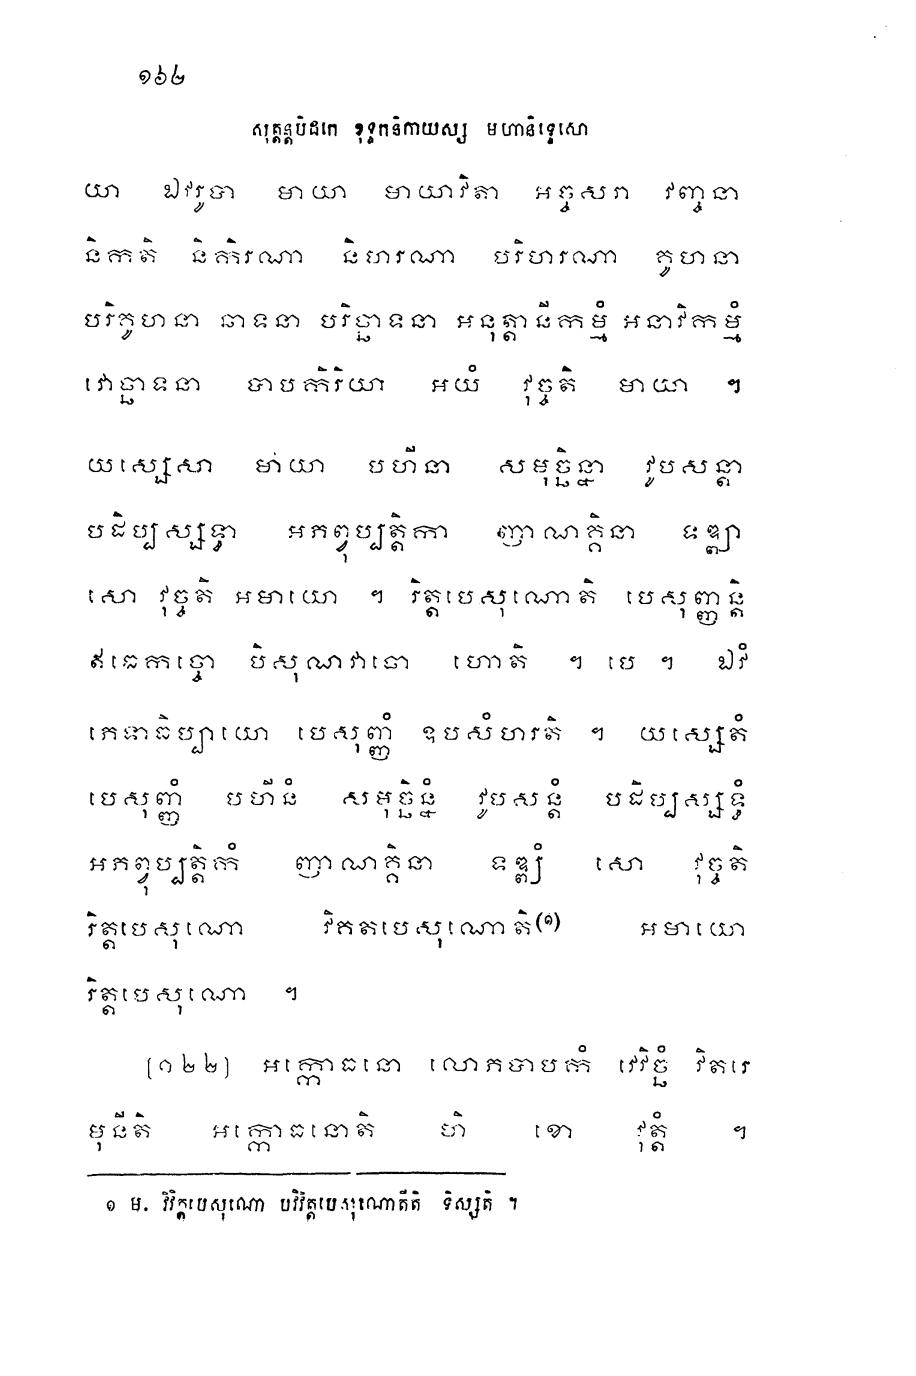 ១៦២
សុត្តន្តបិដកេ ខុទ្ទកនិកាយស្ស មហានិទ្ទេសោ
យា ឯវរូបា មាយា មាយាវិតា អច្ចសរា វញ្ចនា
និកតិ និករិណា និហរណា បរិហរណា គូហនា
បរិគូហនា ឆាទនា បរិច្ឆាទនា អនុត្តានីកម្មំ អនាវិកម្មំ
វោច្ឆាទនា បាបកិរិយា អយំ វុច្ចតិ មាយា ។
យស្សេសា មាយា បហីនា សមុច្ឆិន្នា វូបសន្តា
បដិប្បស្សទ្ធា អភព្វុប្បត្តិកា ញាណគ្គិនា ទឌ្ឍា
សោ វុច្ចតិ អមាយោ ។ រិត្តបេសុណោតិ បេសុញ្ញន្តិ
ឥធេកច្ចោ បិសុណវាចោ ហោតិ ។ បេ ។ ឯវំ
ភេទាធិប្បាយោ បេសុញ្ញំ ឧបសំហរតិ ។ យស្សេតំ
បេសុញ្ញំ បហីនំ សមុច្ឆិន្នំ វូបសន្តំ បដិប្បស្សទ្ធំ
អភព្វុប្បត្តិកំ ញាណគ្គិនា ទឌ្ឍំ សោ វុច្ចតិ
រិត្តបេសុណោ វិគតបេសុណោតិ(១) អមាយោ
រិត្តបេសុណោ ។
[១២២] អក្កោធនោ លោភបាបកំ វេវិច្ឆំ វិតរេ
មុនីតិ អក្កោធនោតិ ហិ ខោ វុត្តំ ។
១ ម. វិវិត្តបេសុណោ បវិវិត្តបេសុណោតីតិ ទិស្សតិ ។